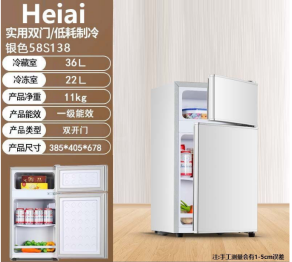 Heiai
实用双门/低耗制冷
银色58S138
冷藏室 36L
冷冻室 22L
产品净重 11kg
产品能效 一级能效
产品类型 双开门
产品尺寸 385*405*678
注:手工测量会有1-5cm误差